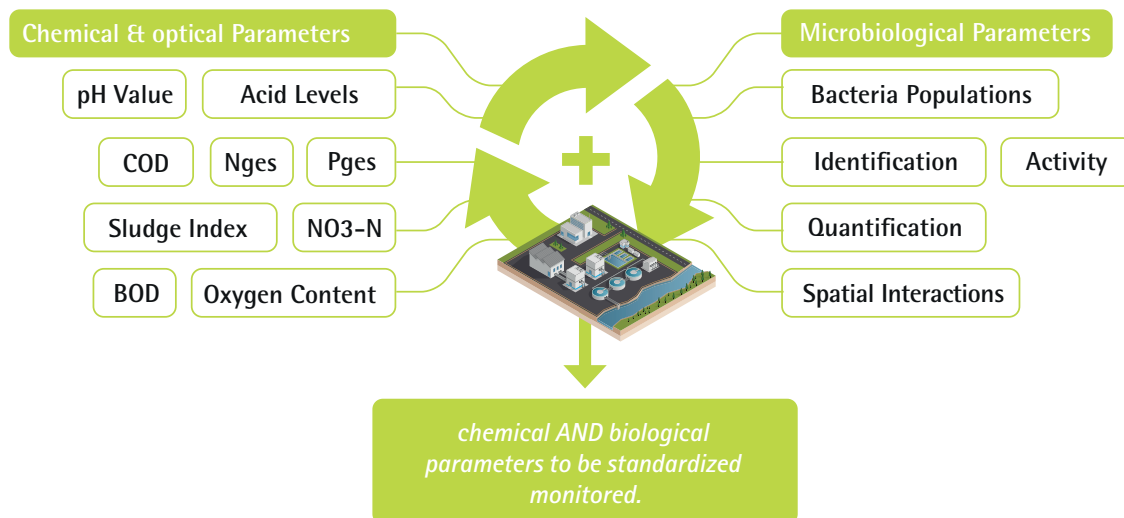 Chemical & optical Parameters
pH Value
Acid Levels
COD
Nges
Pges
Sludge Index
NO3-N
BOD
Oxygen Content
Microbiological Parameters
Bacteria Populations
Identification
Activity
Quantification
Spatial Interactions
chemical AND biological
parameters to be standardized
monitored.